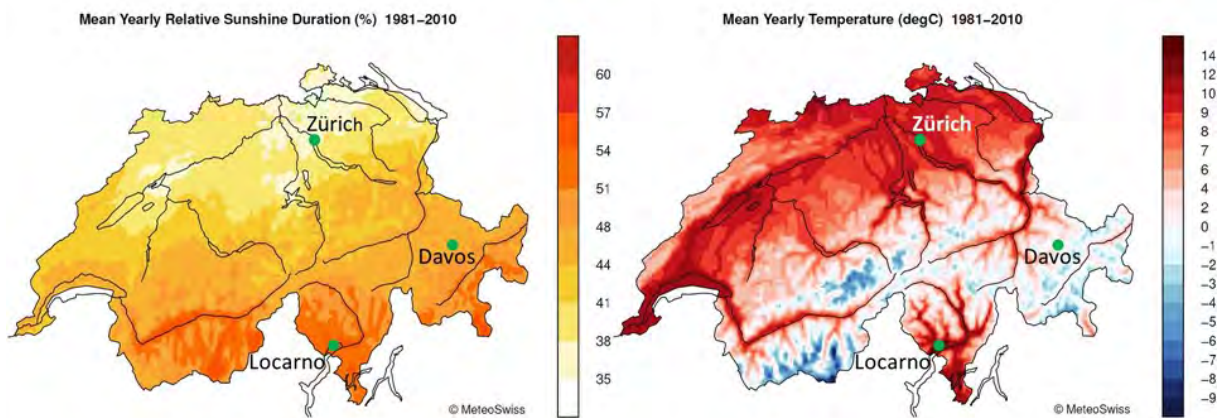 Mean Yearly Relative Sunshine Duration (%) 1981–2010
Zürich
Davos
Locarno
60
57
54
51
48
44
41
38
35
© MeteoSwiss
Mean Yearly Temperature (degC) 1981–2010
Zürich
Davos
Locarno
14
12
10
9
8
7
6
4
2
1
0
−1
−2
−4
−5
−6
−7
−8
−9
© MeteoSwiss